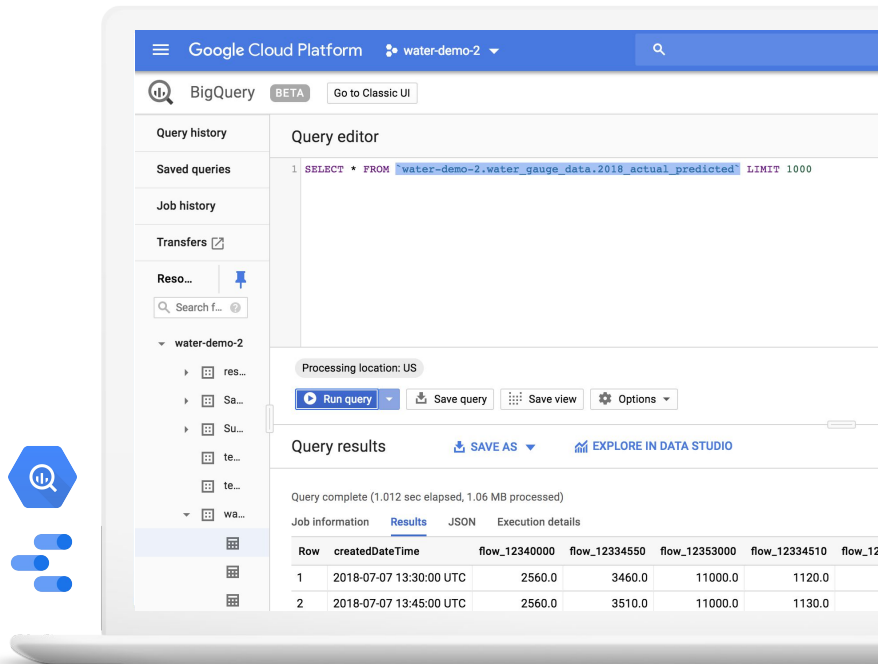 Google Cloud Platform water-demo-2
BigQuery BETA Go to Classic UI
Query history
Saved queries
Job history
Transfers
Reso...
Search f...
water-demo-2
res...
Sa...
Su...
te...
te...
wa...
Query editor
1 SELECT * FROM `water-demo-2.water_gauge_data.2018_actual_predicted` LIMIT 1000
Processing location: US
Run query Save query Save view Options
Query results SAVE AS EXPLORE IN DATA STUDIO
Query complete (1.012 sec elapsed, 1.06 MB processed)
Job information Results JSON Execution details
Row createdDateTime flow_12340000 flow_12334550 flow_12353000 flow_12334510 flow_12
1 2018-07-07 13:30:00 UTC 2560.0 3460.0 11000.0 1120.0
2 2018-07-07 13:45:00 UTC 2560.0 3510.0 11000.0 1130.0